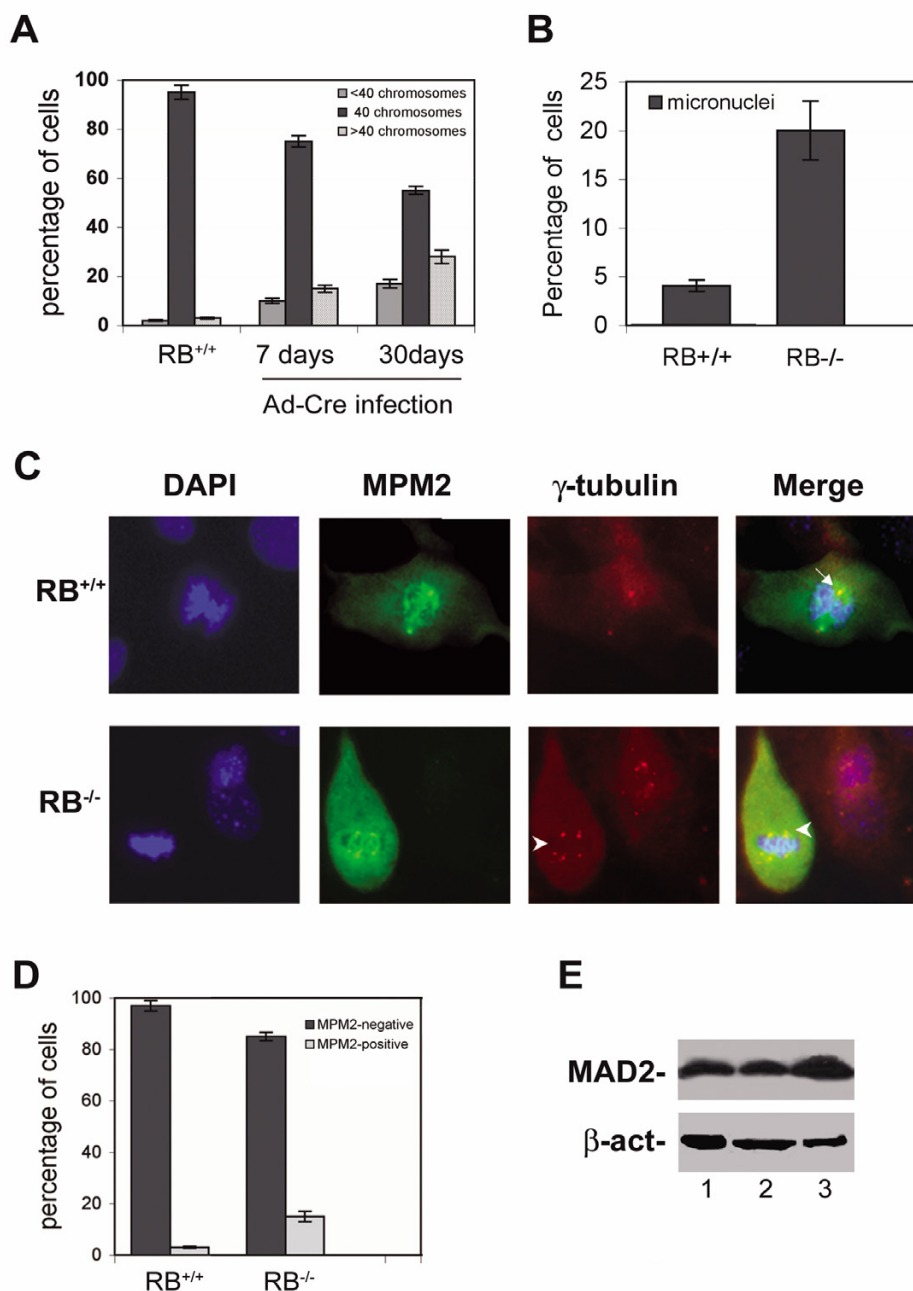 A
percentage of cells
100
80
60
40
20
0
<40 chromosomes
40 chromosomes
>40 chromosomes
RB+/+
7 days
30days
Ad-Cre infection
B
Percentage of cells
25
20
15
10
5
0
micronuclei
RB+/+
RB-/-
C
DAPI
MPM2
γ-tubulin
Merge
RB+/+
RB-/-
D
percentage of cells
100
80
60
40
20
0
MPM2-negative
MPM2-positive
RB+/+
RB-/-
E
MAD2-
β-act-
1 2 3